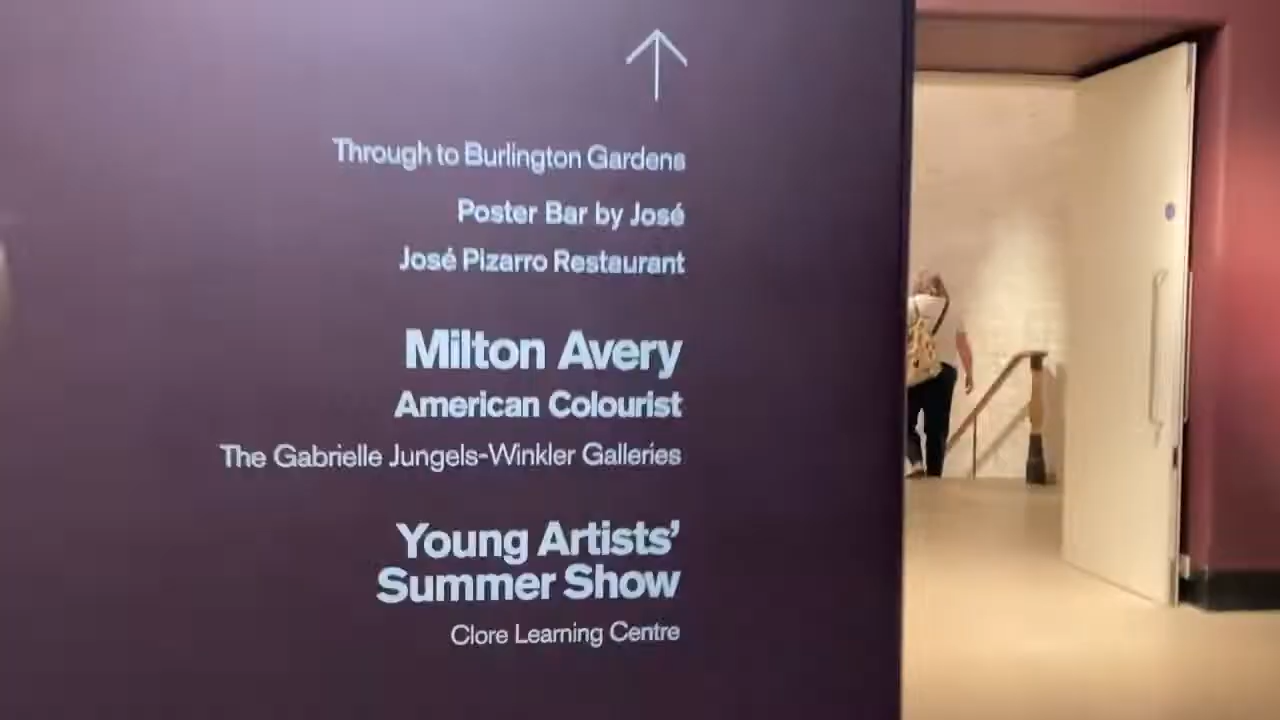 Through to Burlington Gardens
Poster Bar by José
José Pizarro Restaurant
Milton Avery
American Colourist
The Gabrielle Jungels-Winkler Galleries
Young Artists’
Summer Show
Clore Learning Centre